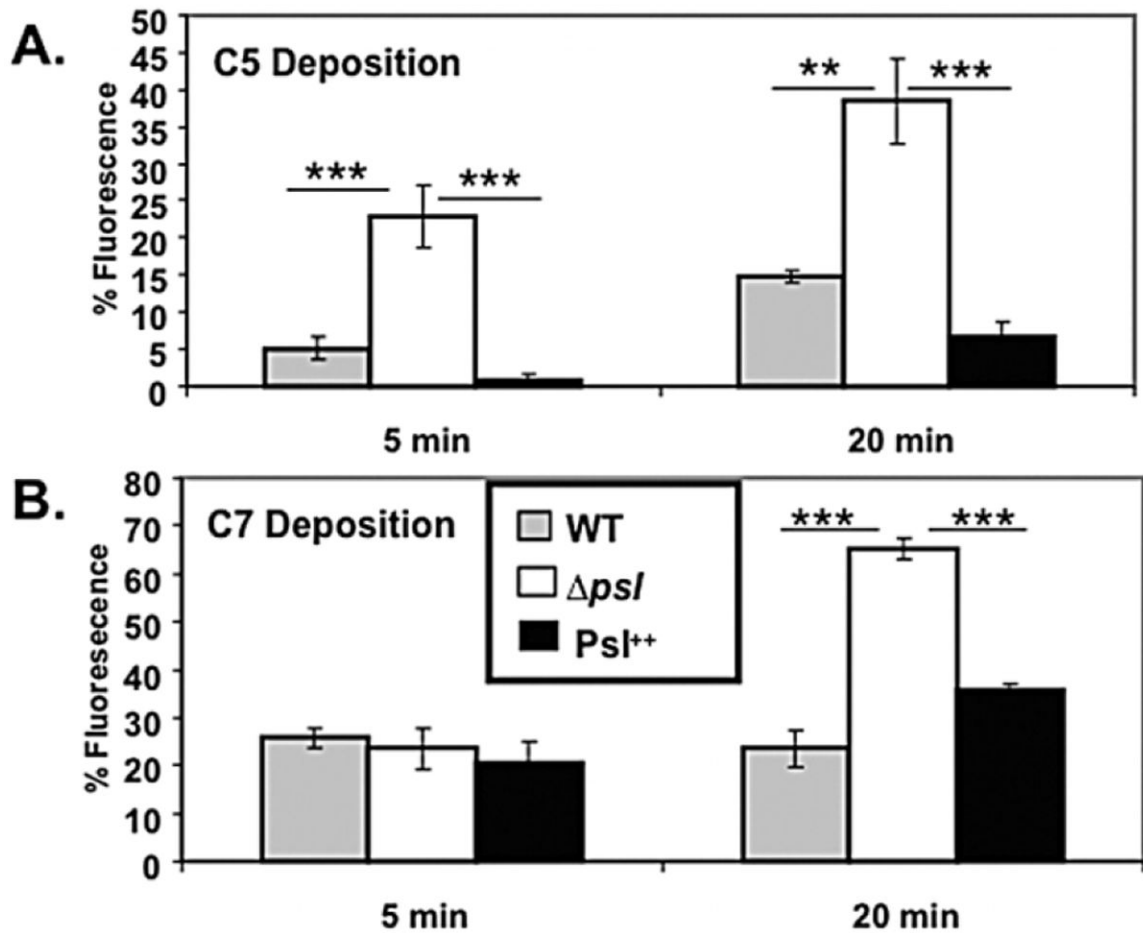 A.
C5 Deposition
% Fluorescence
50
45
40
35
30
25
20
15
10
5
0
***
***
**
***
5 min
20 min
B.
C7 Deposition
% Fluoresecence
80
70
60
50
40
30
20
10
0
WT
Δpsl
Psl++
***
***
5 min
20 min